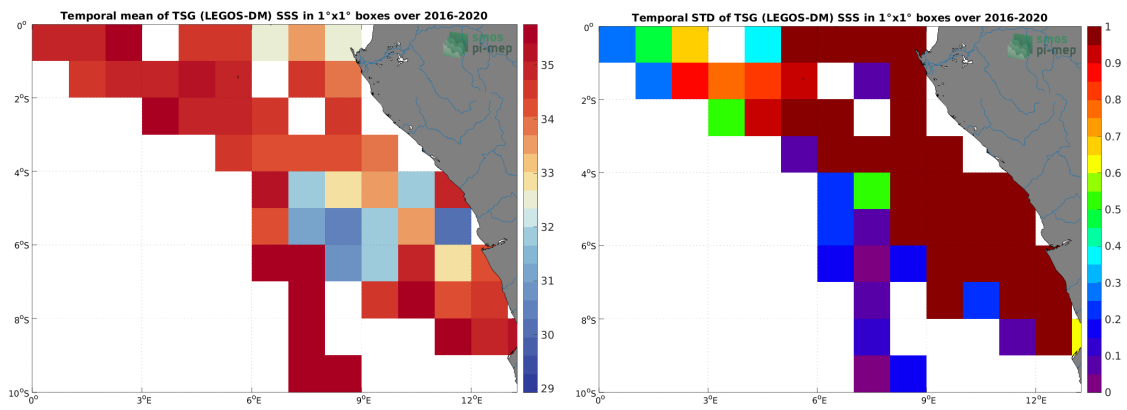 Temporal mean of TSG (LEGOS-DM) SSS in 1°x1° boxes over 2016-2020
smos
pi-mep
0°
2°S
4°S
6°S
8°S
10°S
0°
3°E
6°E
9°E
12°E
35
34
33
32
31
30
29
Temporal STD of TSG (LEGOS-DM) SSS in 1°x1° boxes over 2016-2020
smos
pi-mep
0°
2°S
4°S
6°S
8°S
10°S
0°
3°E
6°E
9°E
12°E
1
0.9
0.8
0.7
0.6
0.5
0.4
0.3
0.2
0.1
0